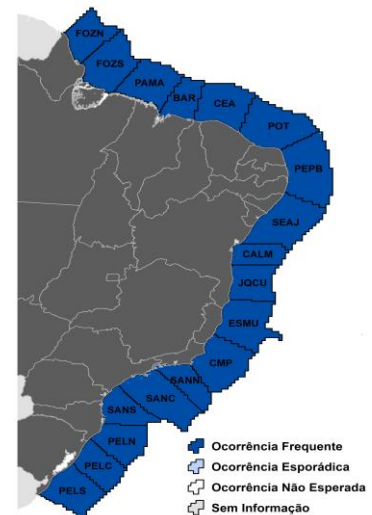 FOZN
FOZS
PAMA
BAR
CEA
POT
PEPB
SEAJ
CALM
JQCU
ESMU
CMP
SANN
SANC
SANS
PELN
PELC
PELS
Ocorrência Frequente
Ocorrência Esporádica
Ocorrência Não Esperada
Sem Informação